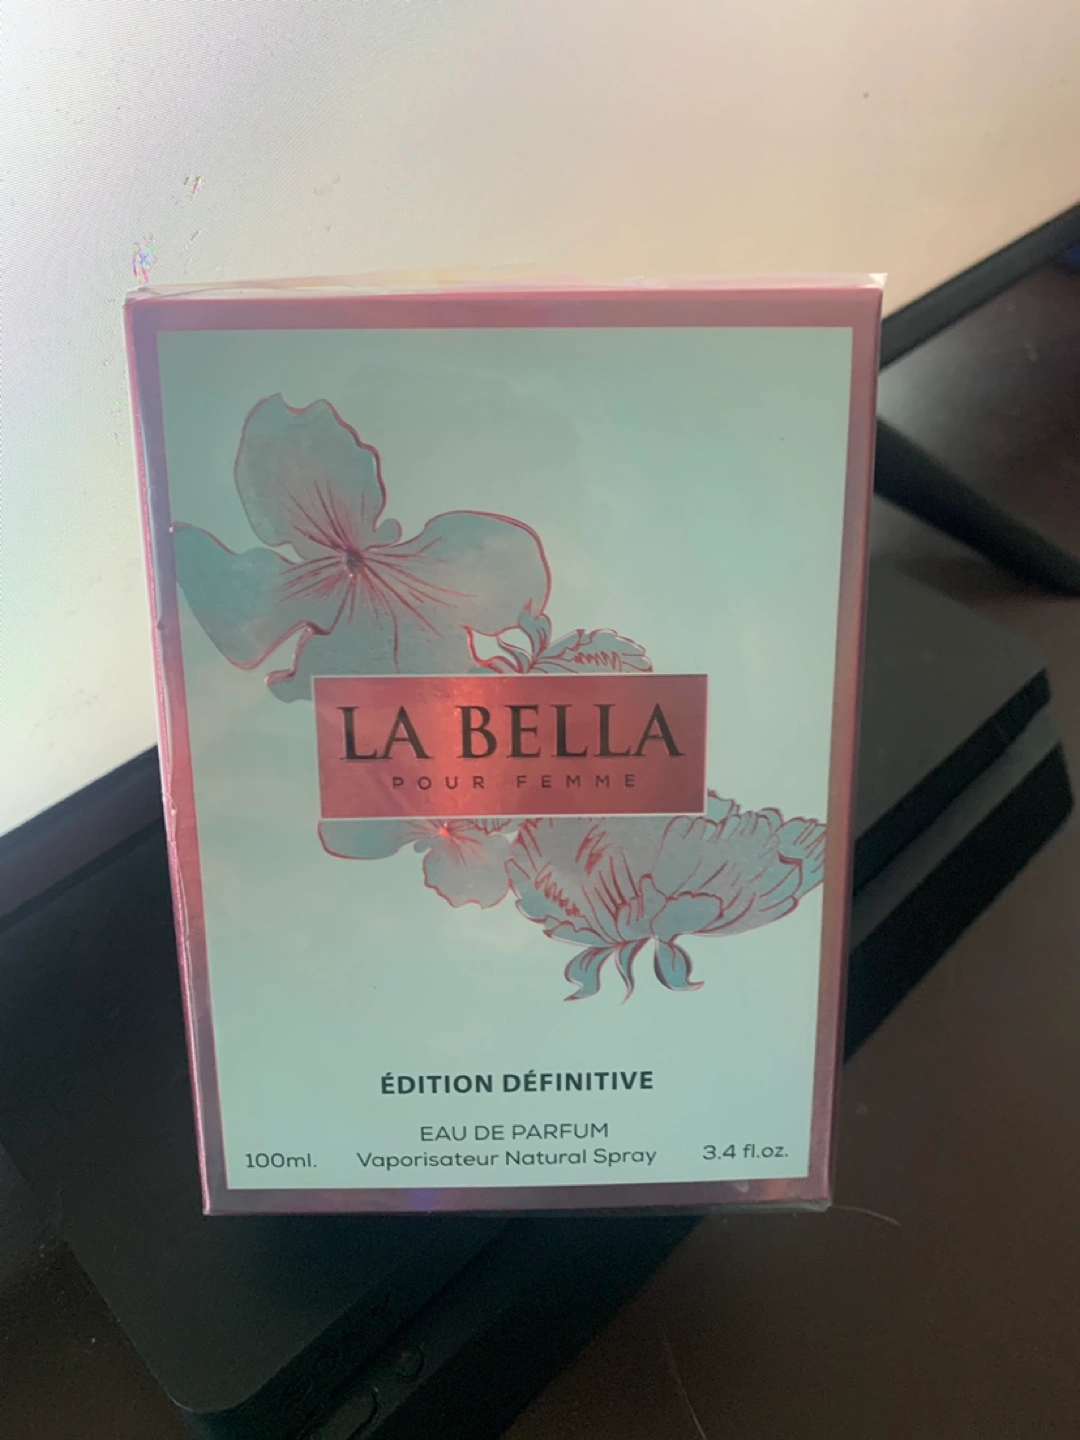 LA BELLA
POUR FEMME
ÉDITION DÉFINITIVE
EAU DE PARFUM
100ml. Vaporisateur Natural Spray 3.4 fl.oz.